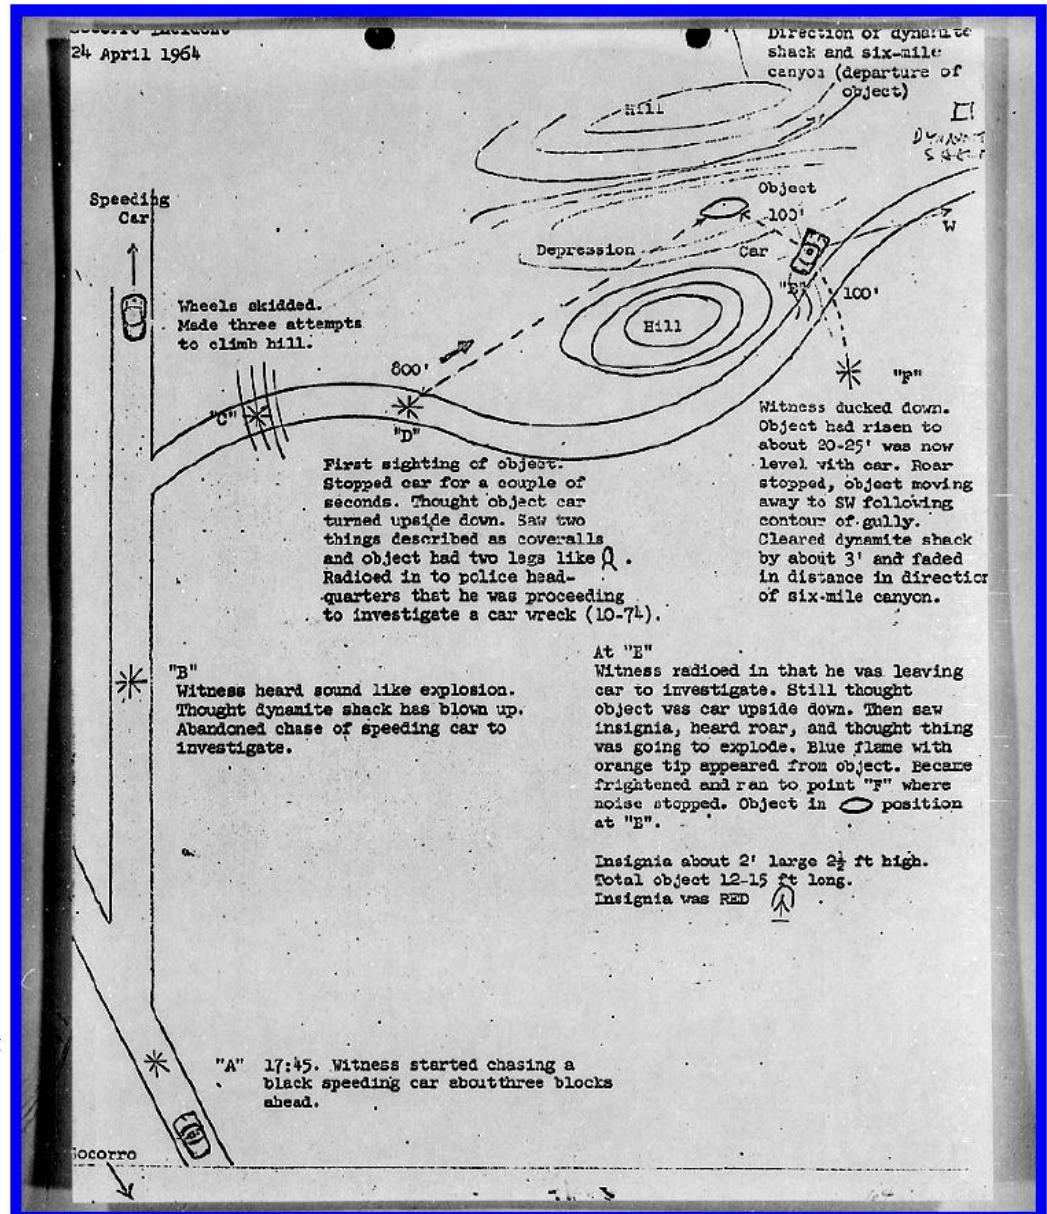 Socorro Incident
24 April 1964
Direction of dynamite
shack and six-mile
canyon (departure of
object)
Hill
DYNAMIT
SHACK
Speeding
Car
Object
100'
W
Depression
Car
"E"
100'
Wheels skidded.
Made three attempts
to climb hill.
Hill
800'
"F"
"C"
"D"
Witness ducked down.
Object had risen to
about 20-25' was now
level with car. Roar
stopped, object moving
away to SW following
contour of gully.
Cleared dynamite shack
by about 3' and faded
in distance in direction
of six-mile canyon.
First sighting of object.
Stopped car for a couple of
seconds. Thought object car
turned upside down. Saw two
things described as coveralls
and object had two legs like .
Radioed in to police head-
quarters that he was proceeding
to investigate a car wreck (10-74).
At "E"
Witness radioed in that he was leaving
car to investigate. Still thought
object was car upside down. Then saw
insignia, heard roar, and thought thing
was going to explode. Blue flame with
orange tip appeared from object. Became
frightened and ran to point "F" where
noise stopped. Object in position
at "E".
"B"
Witness heard sound like explosion.
Thought dynamite shack has blown up.
Abandoned chase of speeding car to
investigate.
Insignia about 2' large 2½ ft high.
Total object 12-15 ft long.
Insignia was RED .
"A" 17:45. Witness started chasing a
black speeding car aboutthree blocks
ahead.
Socorro